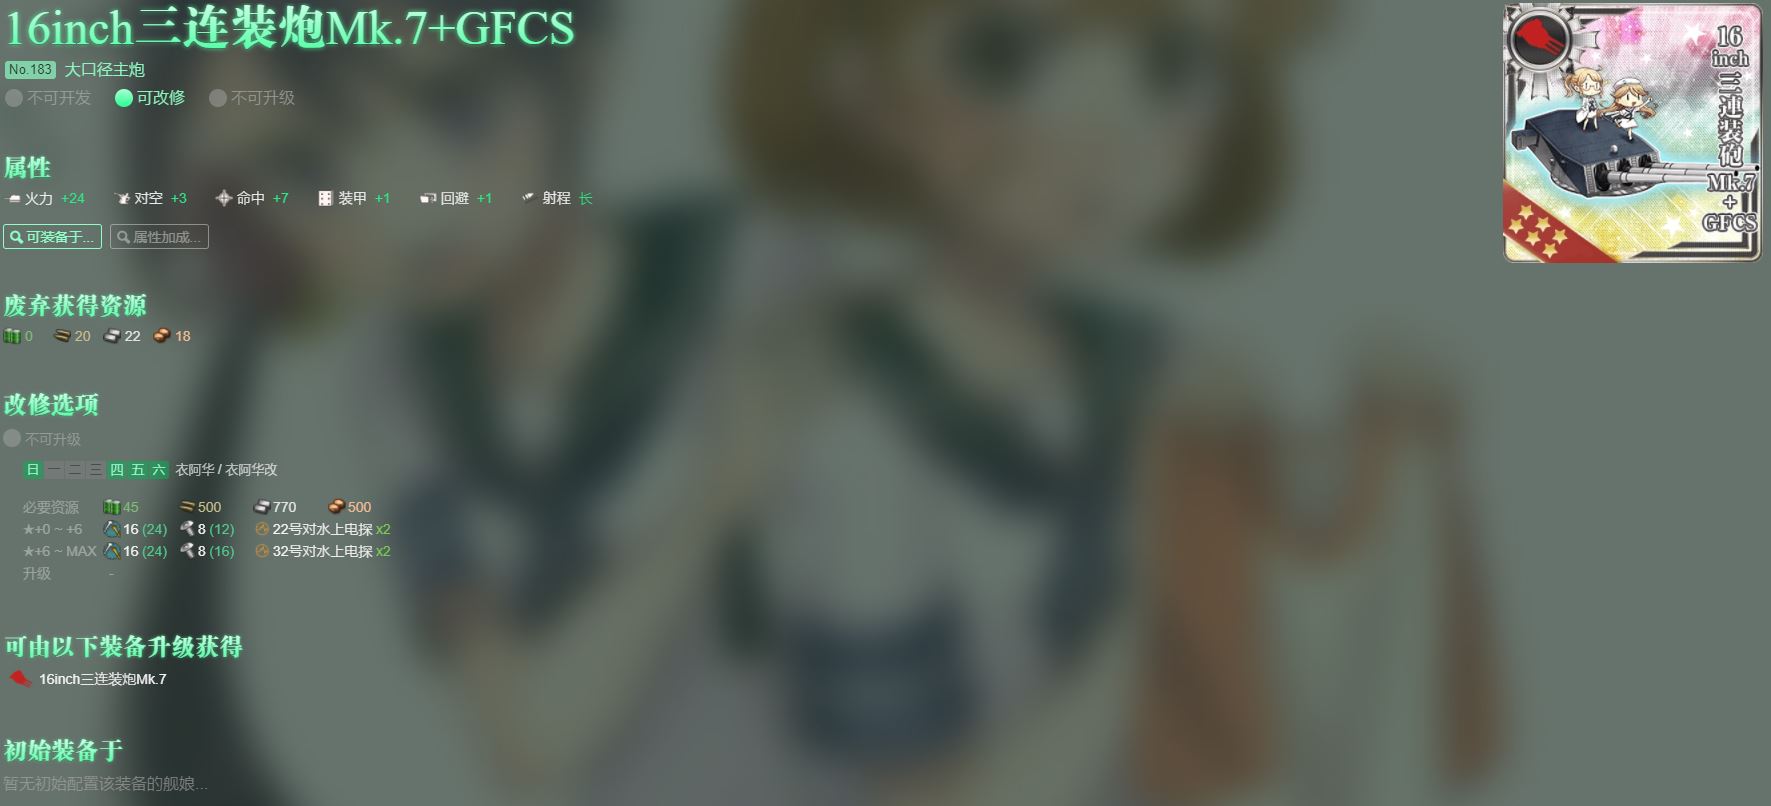 16inch三连装炮Mk.7+GFCS
No.183 大口径主炮
不可开发 可改修 不可升级
属性
火力 +24 对空 +3 命中 +7 装甲 +1 回避 +1 射程 长
可装备于... 属性加成...
废弃获得资源
0 20 22 18
改修选项
不可升级
日 一 二 三 四 五 六 衣阿华 / 衣阿华改
必要资源 45 500 770 500
★+0 ~ +6 16 (24) 8 (12) 22号对水上电探 x2
★+6 ~ MAX 16 (24) 8 (16) 32号对水上电探 x2
升级 -
可由以下装备升级获得
16inch三连装炮Mk.7
初始装备于
暂无初始配置该装备的舰娘...
16
inch
三連装砲
Mk.7
+
GFCS